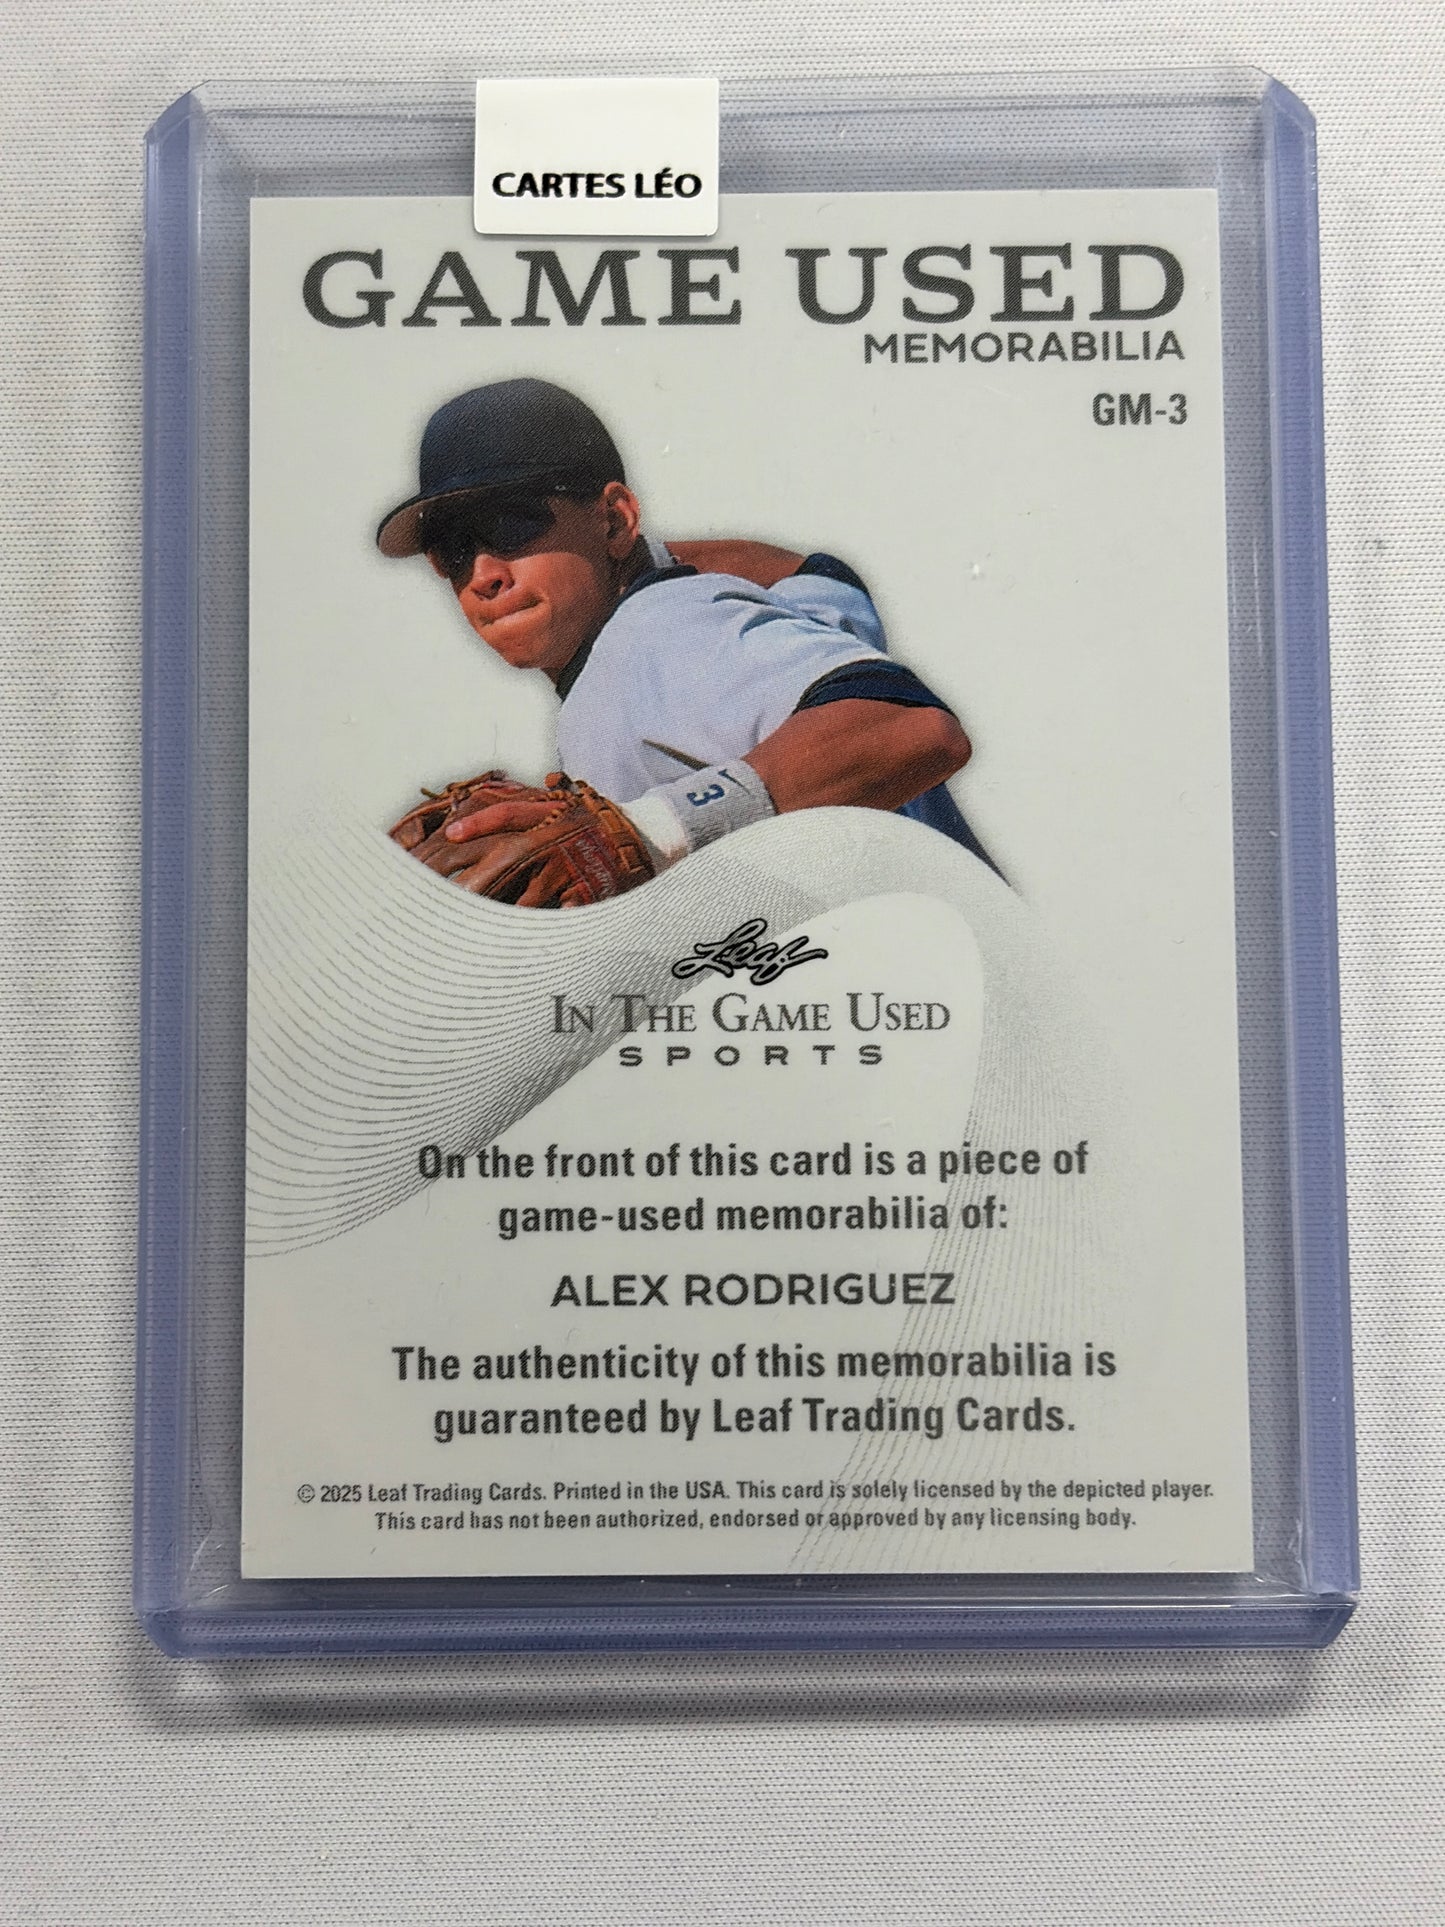 CARTES LÉO
GAME USED
MEMORABILIA
GM-3
3
Leaf
IN THE GAME USED
SPORTS
On the front of this card is a piece of
game-used memorabilia of:
ALEX RODRIGUEZ
The authenticity of this memorabilia is
guaranteed by Leaf Trading Cards.
© 2025 Leaf Trading Cards. Printed in the USA. This card is solely licensed by the depicted player.
This card has not been authorized, endorsed or approved by any licensing body.